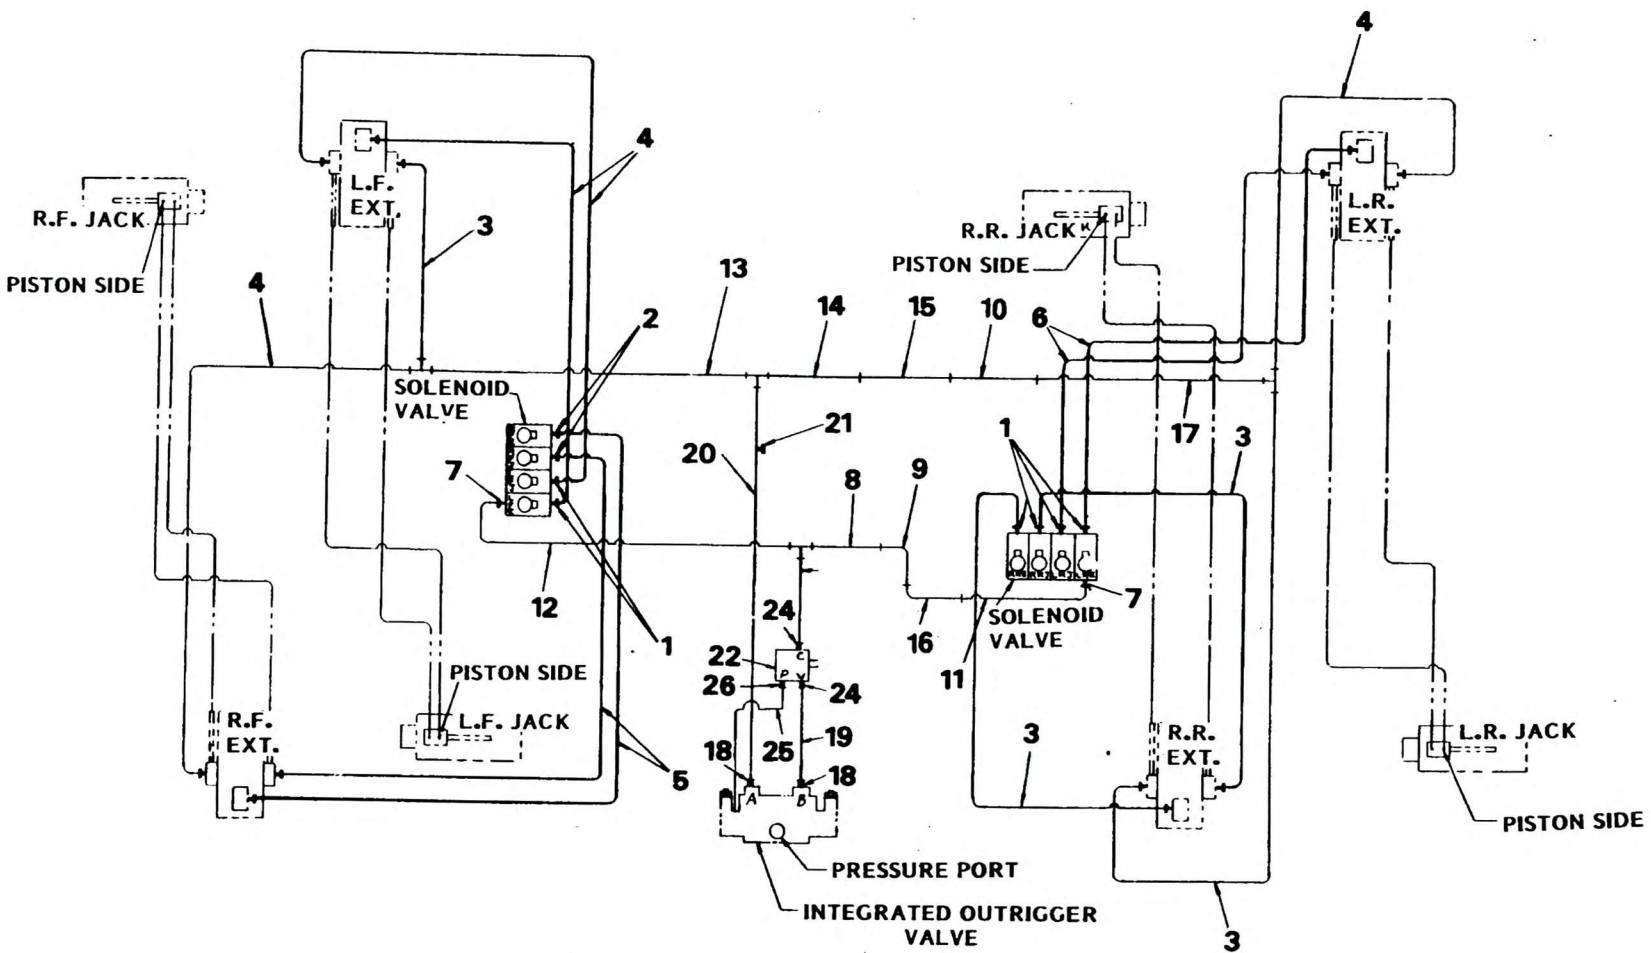 4
4
L.F.
EXT.
4
R.F. JACK
PISTON SIDE
3
4
13
2
14
15
10
R.R. JACK
PISTON SIDE
6
L.R.
EXT.
17
SOLENOID
VALVE
7
20
21
8
9
1
3
12
1
24
C
22
P
V
26
24
25
19
16
11
SOLENOID
VALVE
7
PISTON SIDE
L.F. JACK
R.F.
EXT.
5
18
18
A
B
3
R.R.
EXT.
L.R. JACK
PISTON SIDE
PRESSURE PORT
INTEGRATED OUTRIGGER
VALVE
3